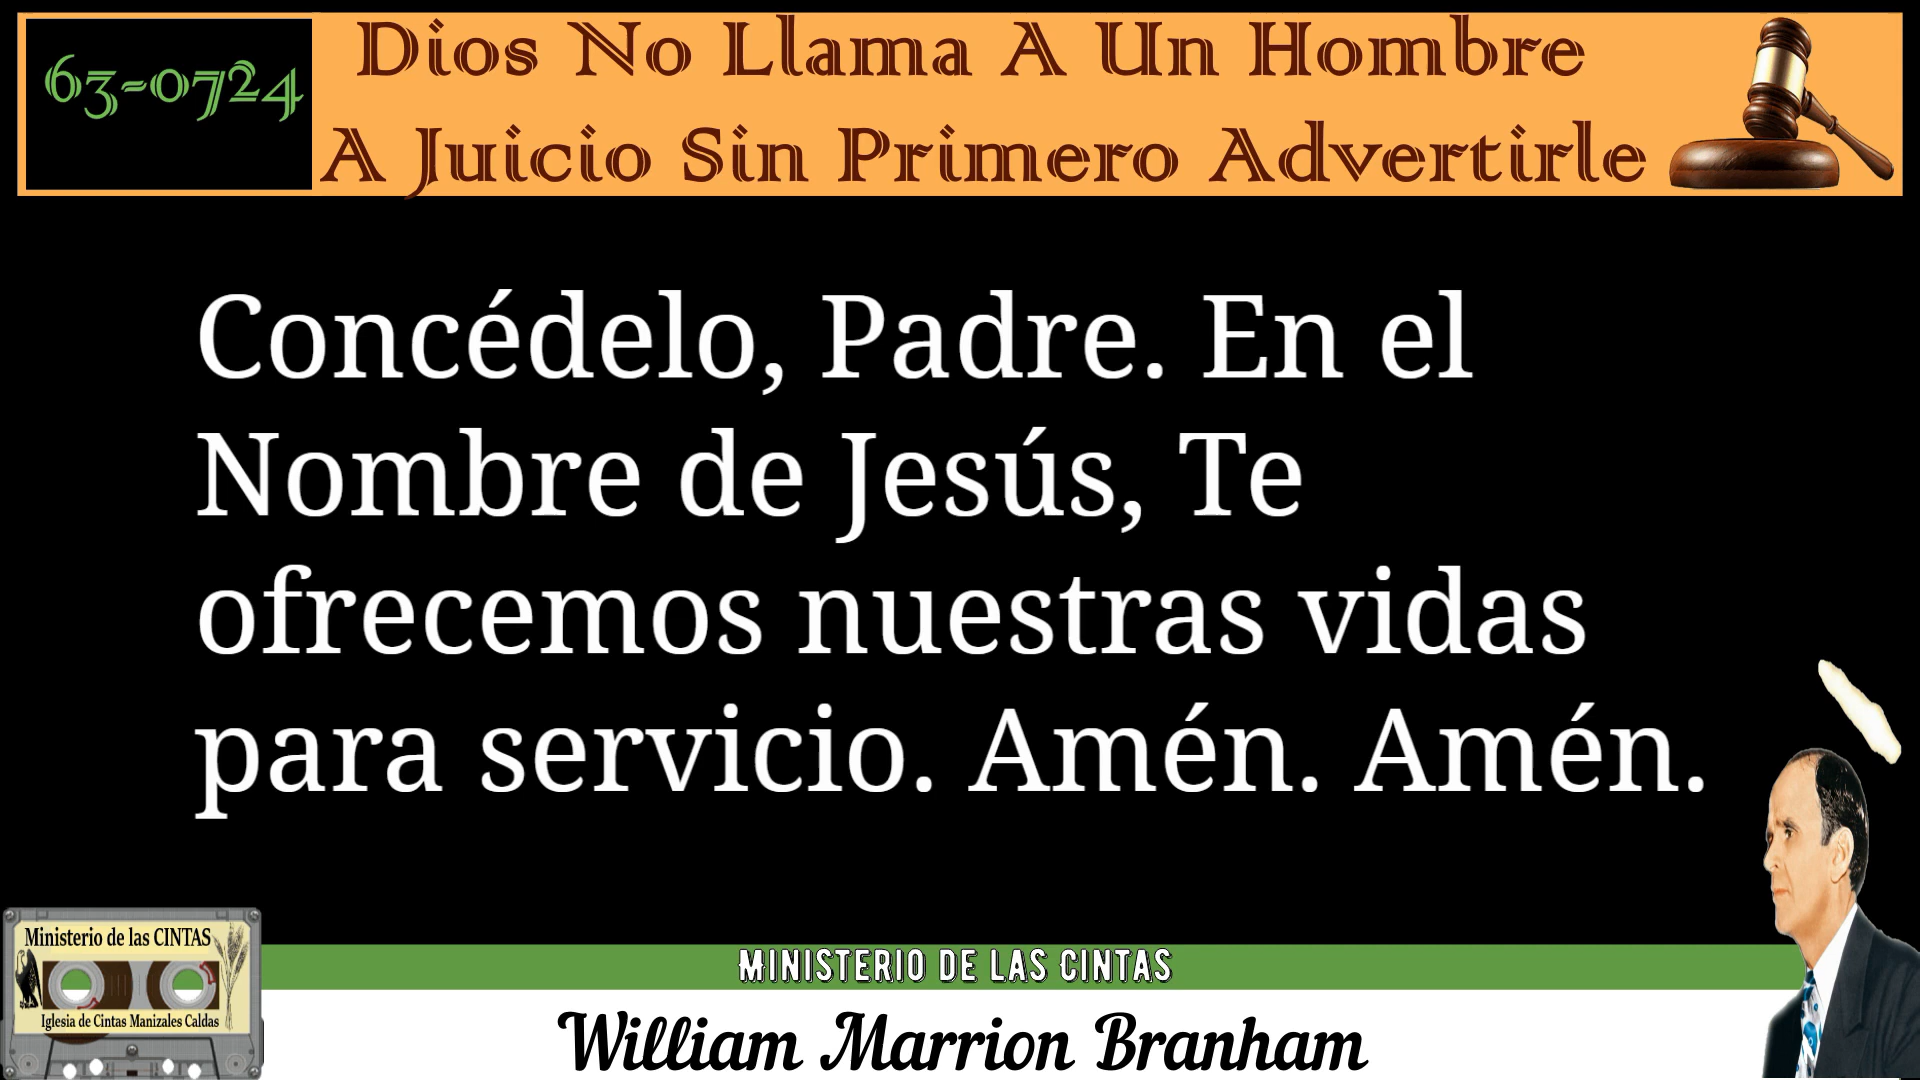 63-0724
Dios No Llama A Un Hombre
A Juicio Sin Primero Advertirle
Concédelo, Padre. En el
Nombre de Jesús, Te
ofrecemos nuestras vidas
para servicio. Amén. Amén.
Ministerio de las CINTAS
Iglesia de Cintas Manizales Caldas
MINISTERIO DE LAS CINTAS
William Marrion Branham